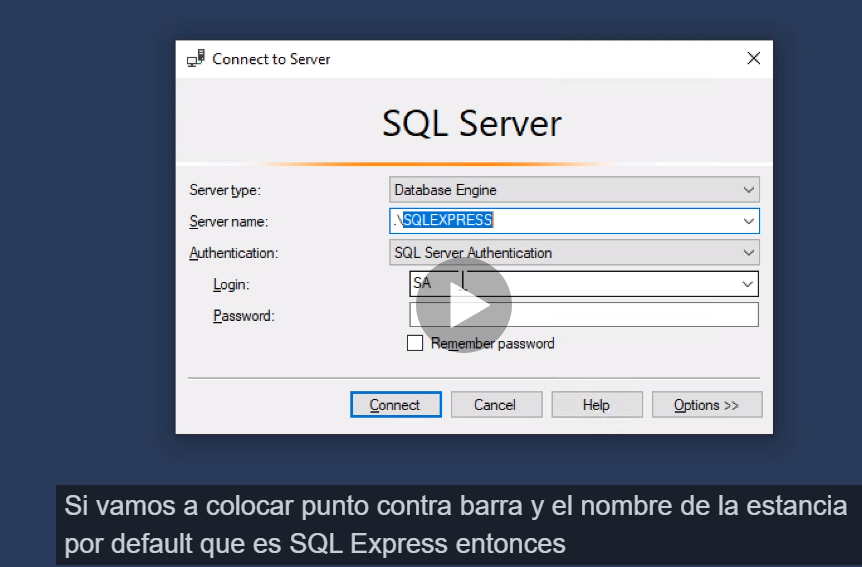 Connect to Server
SQL Server
Server type:
Database Engine
Server name:
.\SQLEXPRESS
Authentication:
SQL Server Authentication
Login:
SA
Password:
Remember password
Connect
Cancel
Help
Options >>
Si vamos a colocar punto contra barra y el nombre de la estancia
por default que es SQL Express entonces